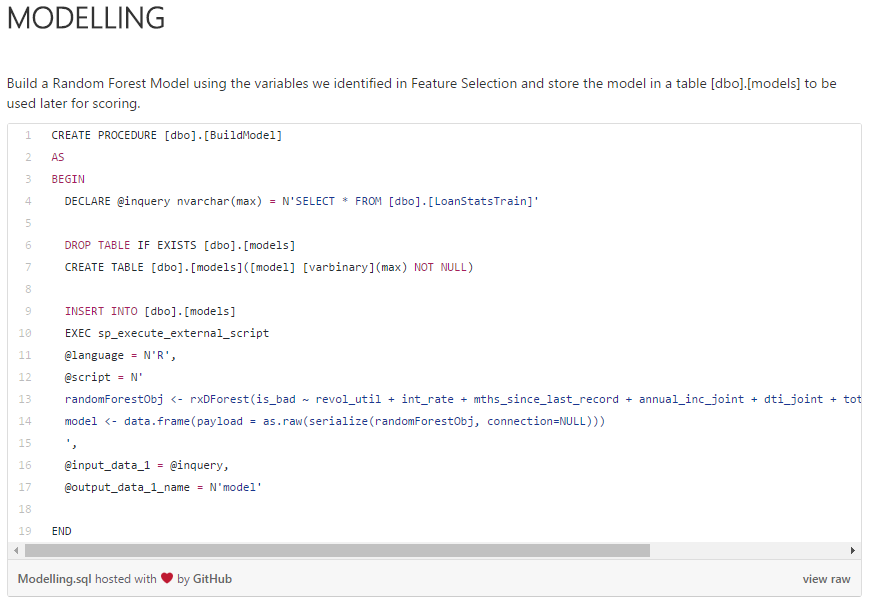 MODELLING
Build a Random Forest Model using the variables we identified in Feature Selection and store the model in a table [dbo].[models] to be
used later for scoring.
1 CREATE PROCEDURE [dbo].[BuildModel]
2 AS
3 BEGIN
4 DECLARE @inquery nvarchar(max) = N'SELECT * FROM [dbo].[LoanStatsTrain]'
5
6 DROP TABLE IF EXISTS [dbo].[models]
7 CREATE TABLE [dbo].[models]([model] [varbinary](max) NOT NULL)
8
9 INSERT INTO [dbo].[models]
10 EXEC sp_execute_external_script
11 @language = N'R',
12 @script = N'
13 randomForestObj <- rxDForest(is_bad ~ revol_util + int_rate + mths_since_last_record + annual_inc_joint + dti_joint + tot
14 model <- data.frame(payload = as.raw(serialize(randomForestObj, connection=NULL)))
15 ',
16 @input_data_1 = @inquery,
17 @output_data_1_name = N'model'
18
19 END
Modelling.sql hosted with ❤ by GitHub view raw